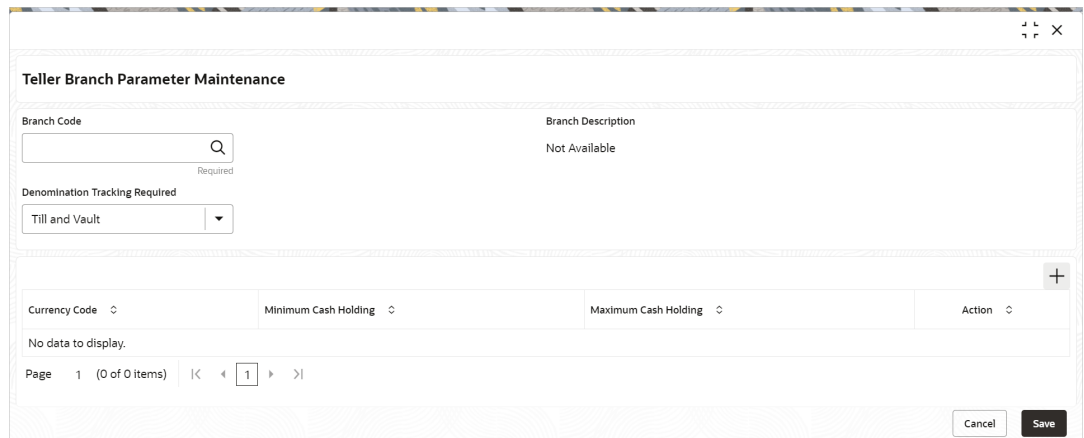 Teller Branch Parameter Maintenance
Branch Code
Branch Description
Not Available
Required
Denomination Tracking Required
Till and Vault
Currency Code
Minimum Cash Holding
Maximum Cash Holding
Action
No data to display.
Page 1 (0 of 0 items) 1
Cancel
Save